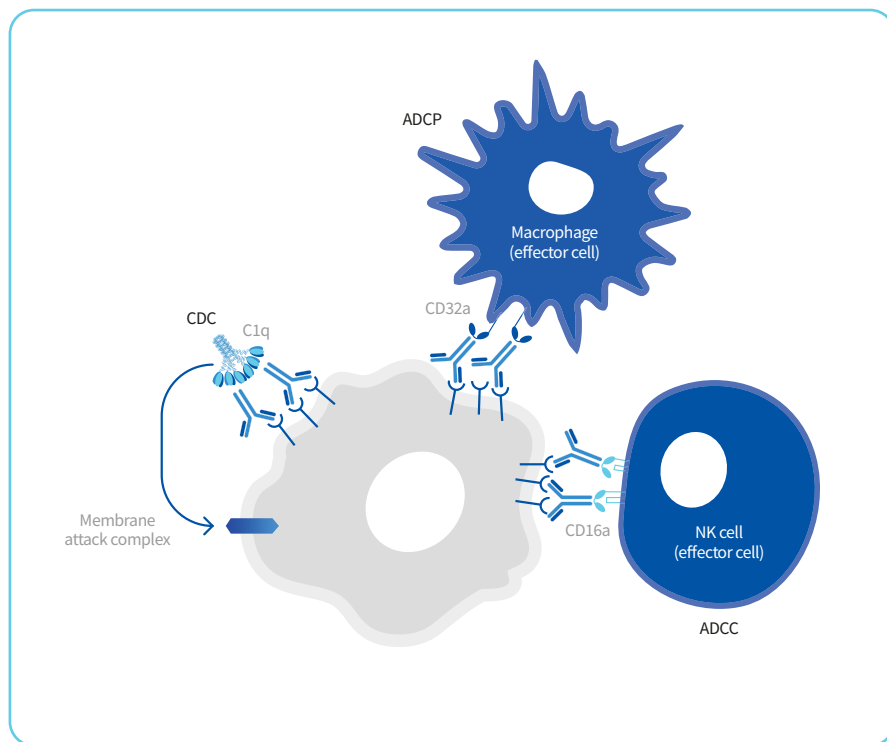 ADCP
Macrophage
(effector cell)
CD32a
CDC
C1q
Membrane
attack complex
CD16a
NK cell
(effector cell)
ADCC